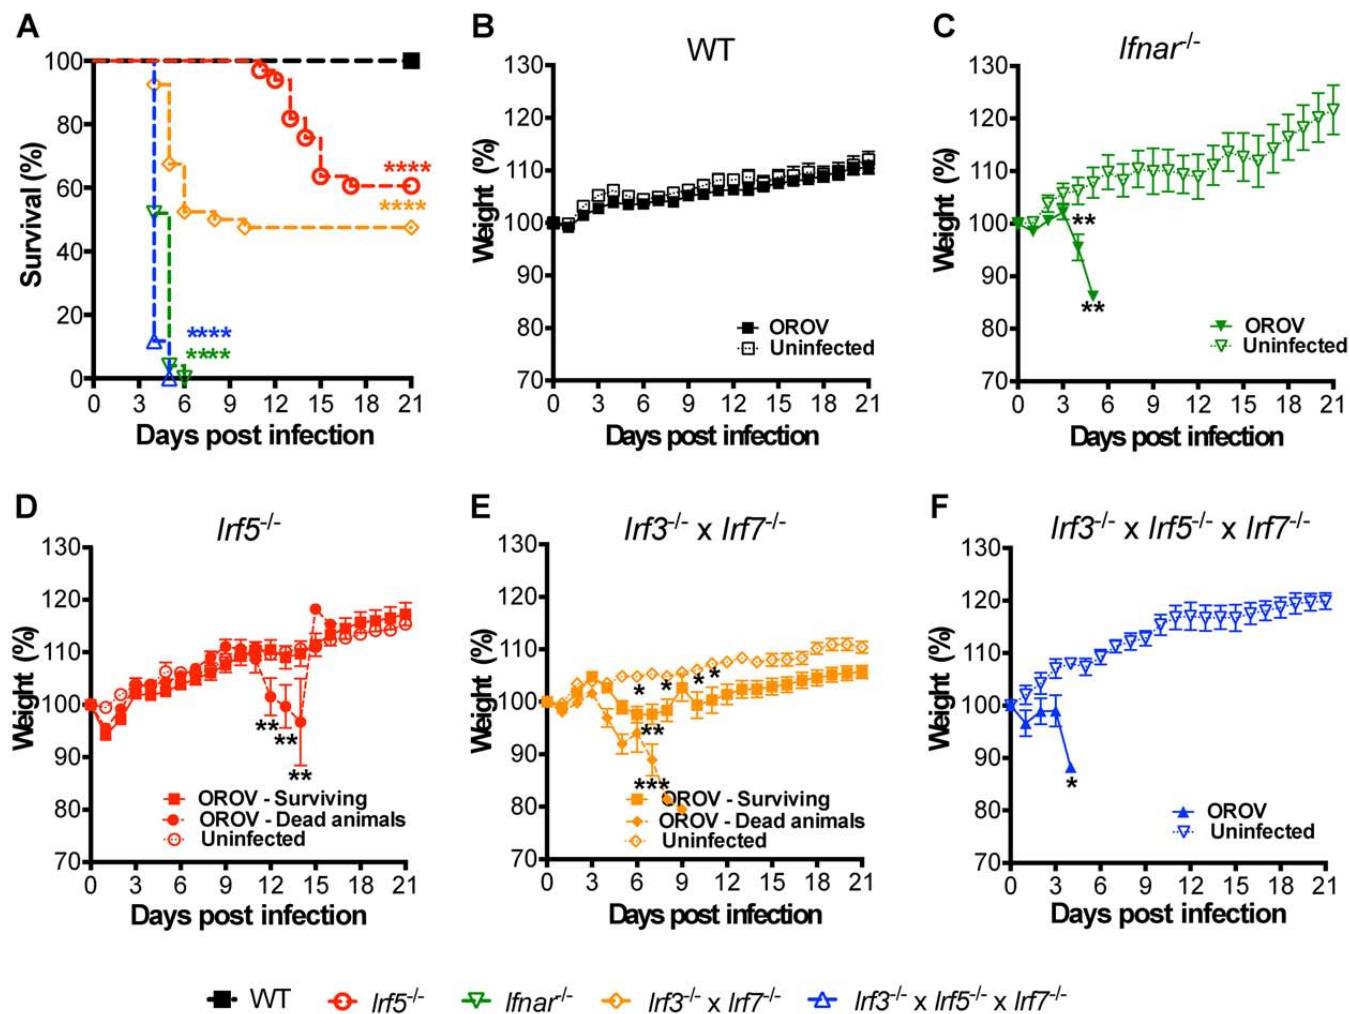 A
Survival (%)
100
80
60
40
20
0
****
****
****
****
0 3 6 9 12 15 18 21
Days post infection
B
WT
Weight (%)
130
120
110
100
90
80
70
OROV
Uninfected
0 3 6 9 12 15 18 21
Days post infection
C
Ifnar-/-
Weight (%)
130
120
110
100
90
80
70
**
**
OROV
Uninfected
0 3 6 9 12 15 18 21
Days post infection
D
Irf5-/-
Weight (%)
130
120
110
100
90
80
70
**
**
**
OROV - Surviving
OROV - Dead animals
Uninfected
0 3 6 9 12 15 18 21
Days post infection
E
Irf3-/- x Irf7-/-
Weight (%)
130
120
110
100
90
80
70
* * * *
**
***
OROV - Surviving
OROV - Dead animals
Uninfected
0 3 6 9 12 15 18 21
Days post infection
F
Irf3-/- x Irf5-/- x Irf7-/-
Weight (%)
130
120
110
100
90
80
70
*
OROV
Uninfected
0 3 6 9 12 15 18 21
Days post infection
WT Irf5-/- Ifnar-/- Irf3-/- x Irf7-/- Irf3-/- x Irf5-/- x Irf7-/-